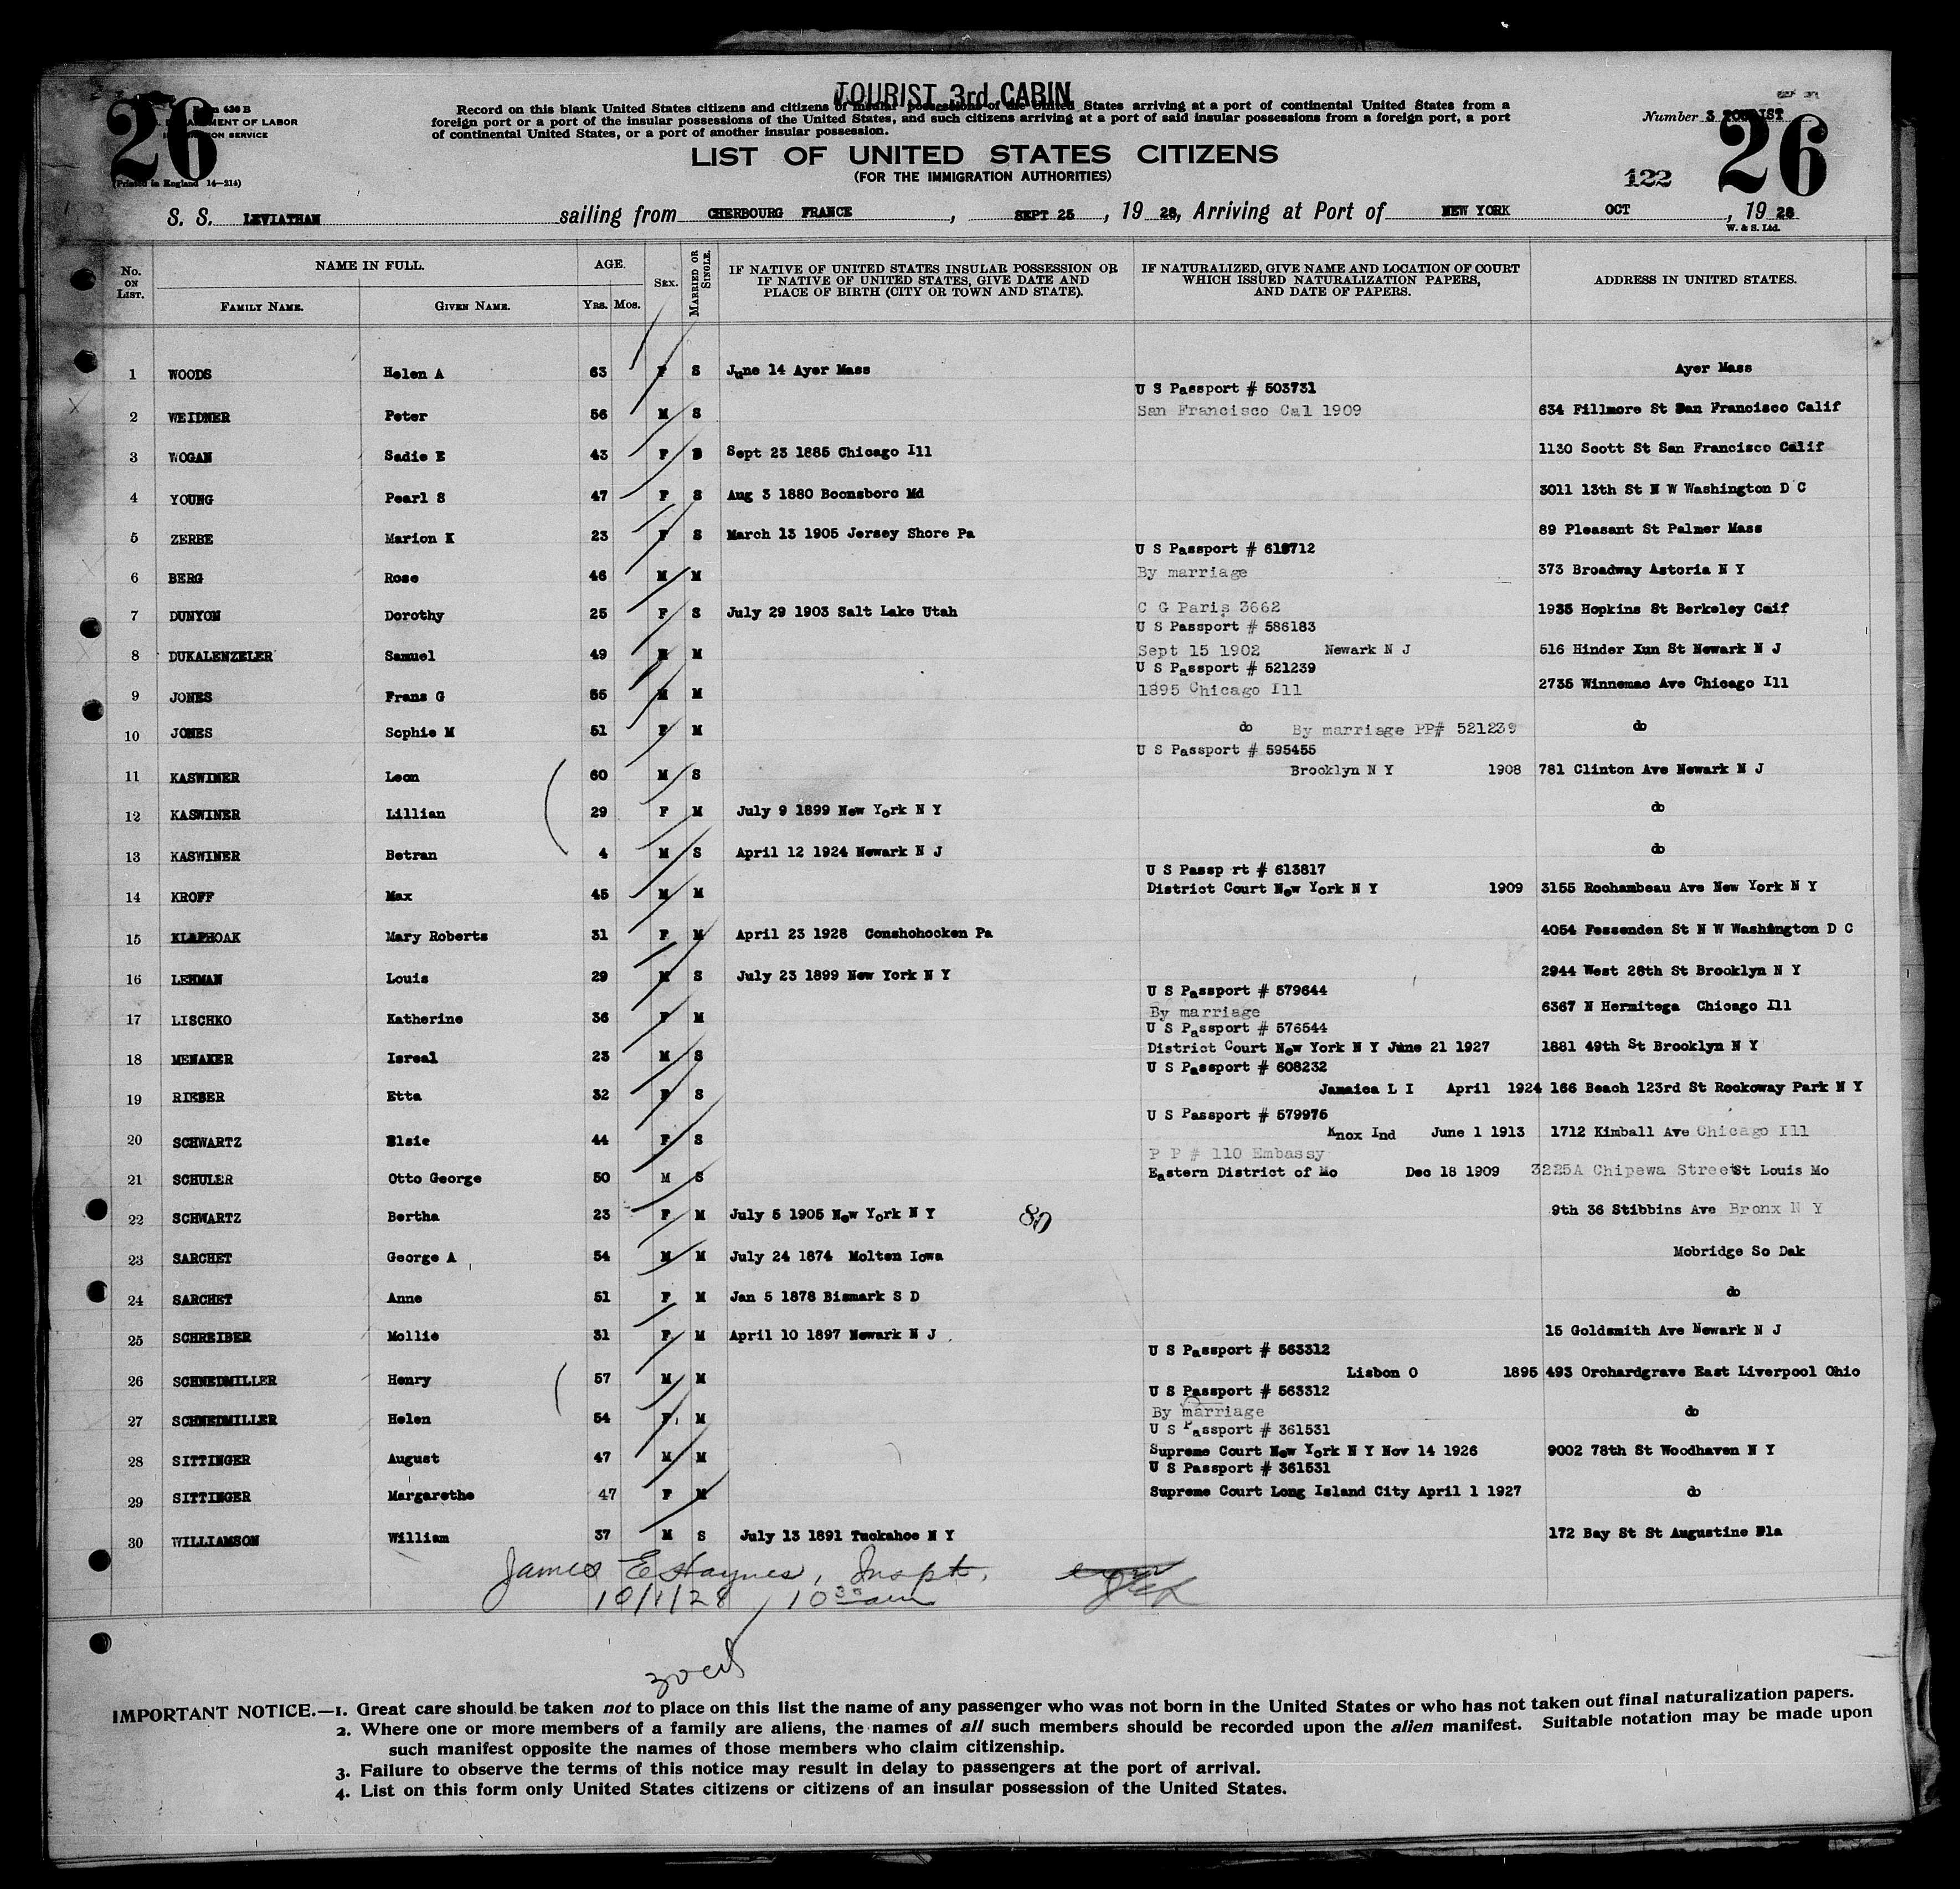 TOURIST 3rd CABIN
26
Form 630 B
DEPARTMENT OF LABOR
SERVICE
(Printed in England 14—214)
Record on this blank United States citizens and citizens of insular possessions of the United States arriving at a port of continental United States from a
foreign port or a port of the insular possessions of the United States, and such citizens arriving at a port of said insular possessions from a foreign port, a port
of continental United States, or a port of another insular possession.
Number 3 TOURIST
26
LIST OF UNITED STATES CITIZENS
(FOR THE IMMIGRATION AUTHORITIES)
122
S. S. LEVIATHAN sailing from CHERBOURG FRANCE, SEPT 25, 19 28, Arriving at Port of NEW YORK OCT, 19 28
W. & S. Ltd.
No. ON LIST. NAME IN FULL. FAMILY NAME. GIVEN NAME. AGE. Yrs. Mos. SEX. MARRIED OR SINGLE. IF NATIVE OF UNITED STATES INSULAR POSSESSION OR IF NATIVE OF UNITED STATES, GIVE DATE AND PLACE OF BIRTH (CITY OR TOWN AND STATE). IF NATURALIZED, GIVE NAME AND LOCATION OF COURT WHICH ISSUED NATURALIZATION PAPERS, AND DATE OF PAPERS. ADDRESS IN UNITED STATES.
1 WOODS Helen A 63 F S June 14 Ayer Mass Ayer Mass
U S Passport # 503731
2 WEIDNER Peter 56 M S San Francisco Cal 1909 634 Fillmore St San Francisco Calif
3 WOGAN Sadie E 43 F S Sept 23 1885 Chicago Ill 1130 Scott St San Francisco Calif
4 YOUNG Pearl S 47 F S Aug 3 1880 Boonsboro Md 3011 13th St N W Washington D C
5 ZERBE Marion K 23 F S March 13 1905 Jersey Shore Pa 89 Pleasant St Palmer Mass
U S Passport # 619712
6 BERG Rose 46 M M By marriage 373 Broadway Astoria N Y
7 DUNYON Dorothy 25 F S July 29 1903 Salt Lake Utah C G Paris 3662 1935 Hopkins St Berkeley Caif
U S Passport # 586183
8 DUKALENZELER Samuel 49 M M Sept 15 1902 Newark N J 516 Hinder Xun St Newark N J
U S Passport # 521239
9 JONES Frans G 55 M M 1895 Chicago Ill 2735 Winnemac Ave Chicago Ill
10 JONES Sophie M 51 F M do By marriage PP# 521239 do
U S Passport # 595455
11 KASWINER Leon 60 M S Brooklyn N Y 1908 781 Clinton Ave Newark N J
12 KASWINER Lillian 29 F M July 9 1899 New York N Y do
13 KASWINER Betran 4 M S April 12 1924 Newark N J do
U S Passp rt # 613817
14 KROFF Max 45 M M District Court New York N Y 1909 3155 Rochambeau Ave New York N Y
15 KLAPHOAK Mary Roberts 31 F M April 23 1928 Conshohocken Pa 4054 Fessenden St N W Washington D C
16 LEHMAN Louis 29 M S July 23 1899 New York N Y 2944 West 28th St Brooklyn N Y
U S Passport # 579644
17 LISCHKO Katherine 36 F M By marriage 6367 N Hermitega Chicago Ill
U S Passport # 576544
18 MENAKER Isreal 23 M S District Court New York N Y June 21 1927 1881 49th St Brooklyn N Y
U S Passport # 608232
19 RIEBER Etta 32 F S Jamaica L I April 1924 166 Beach 123rd St Rockoway Park N Y
U S Passport # 579975
20 SCHWARTZ Elsie 44 F S Knox Ind June 1 1913 1712 Kimball Ave Chicago Ill
P P # 110 Embassy
21 SCHULER Otto George 50 M S Eastern District of Mo Dec 18 1909 3225A Chipewa Street St Louis Mo
22 SCHWARTZ Bertha 23 F M July 5 1905 New York N Y 80 9th 36 Stibbins Ave Bronx N Y
23 SARCHET George A 54 M M July 24 1874 Molten Iowa Mobridge So Dak
24 SARCHET Anne 51 F M Jan 5 1878 Bismark S D do
25 SCHREIBER Mollie 31 F M April 10 1897 Newark N J 15 Goldsmith Ave Newark N J
U S Passport # 563312
26 SCHNEDMILLER Henry 57 M M Lisbon O 1895 493 Orchardgrave East Liverpool Ohio
U S Passport # 563312
27 SCHNEDMILLER Helen 54 F M By marriage do
U S Passport # 361531
28 SITTINGER August 47 M M Supreme Court New York N Y Nov 14 1926 9002 78th St Woodhaven N Y
U S Passport # 361531
29 SITTINGER Margarethe 47 F M Supreme Court Long Island City April 1 1927 do
30 WILLIAMSON William 37 M S July 13 1891 Tuckahoe N Y 172 Bay St St Augustine Fla
James E Haynes, Inspt.
10/1/28 10 30 am
30 cit
IMPORTANT NOTICE.—1. Great care should be taken not to place on this list the name of any passenger who was not born in the United States or who has not taken out final naturalization papers.
2. Where one or more members of a family are aliens, the names of all such members should be recorded upon the alien manifest. Suitable notation may be made upon
such manifest opposite the names of those members who claim citizenship.
3. Failure to observe the terms of this notice may result in delay to passengers at the port of arrival.
4. List on this form only United States citizens or citizens of an insular possession of the United States.